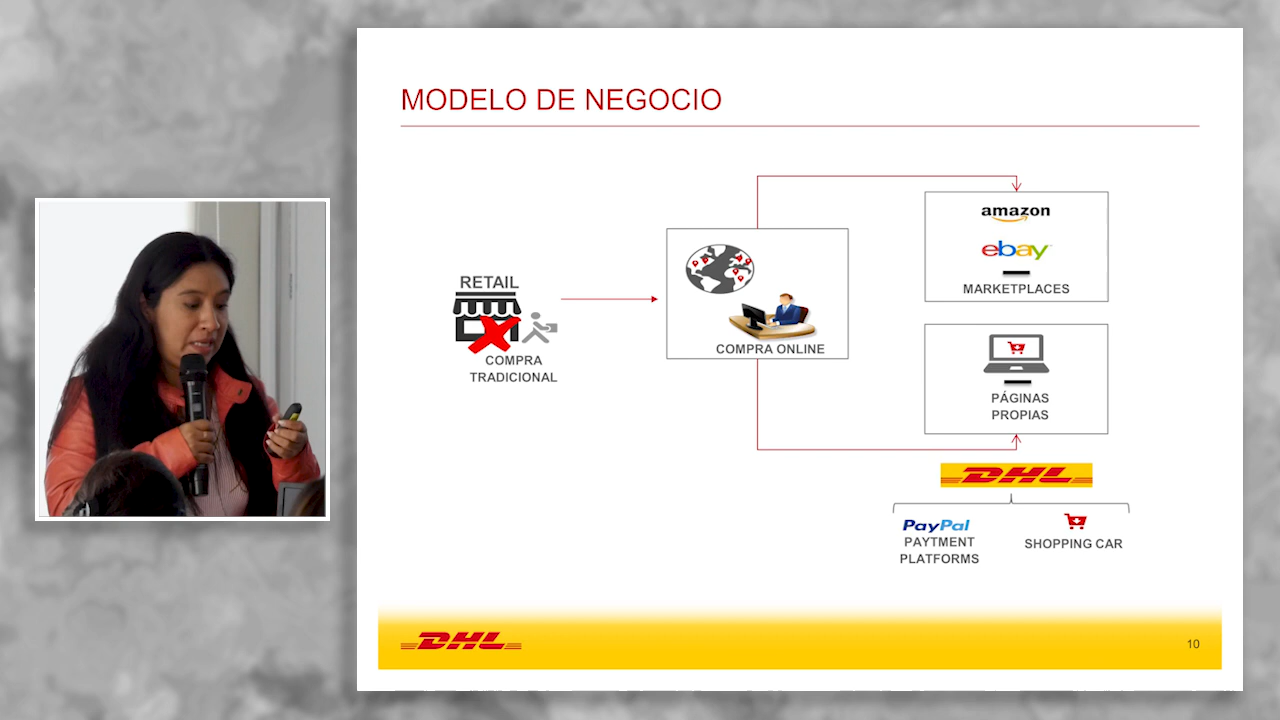 MODELO DE NEGOCIO
RETAIL
COMPRA
TRADICIONAL
COMPRA ONLINE
amazon
ebay
MARKETPLACES
PÁGINAS
PROPIAS
DHL
PayPal
PAYTMENT
PLATFORMS
SHOPPING CAR
DHL
10